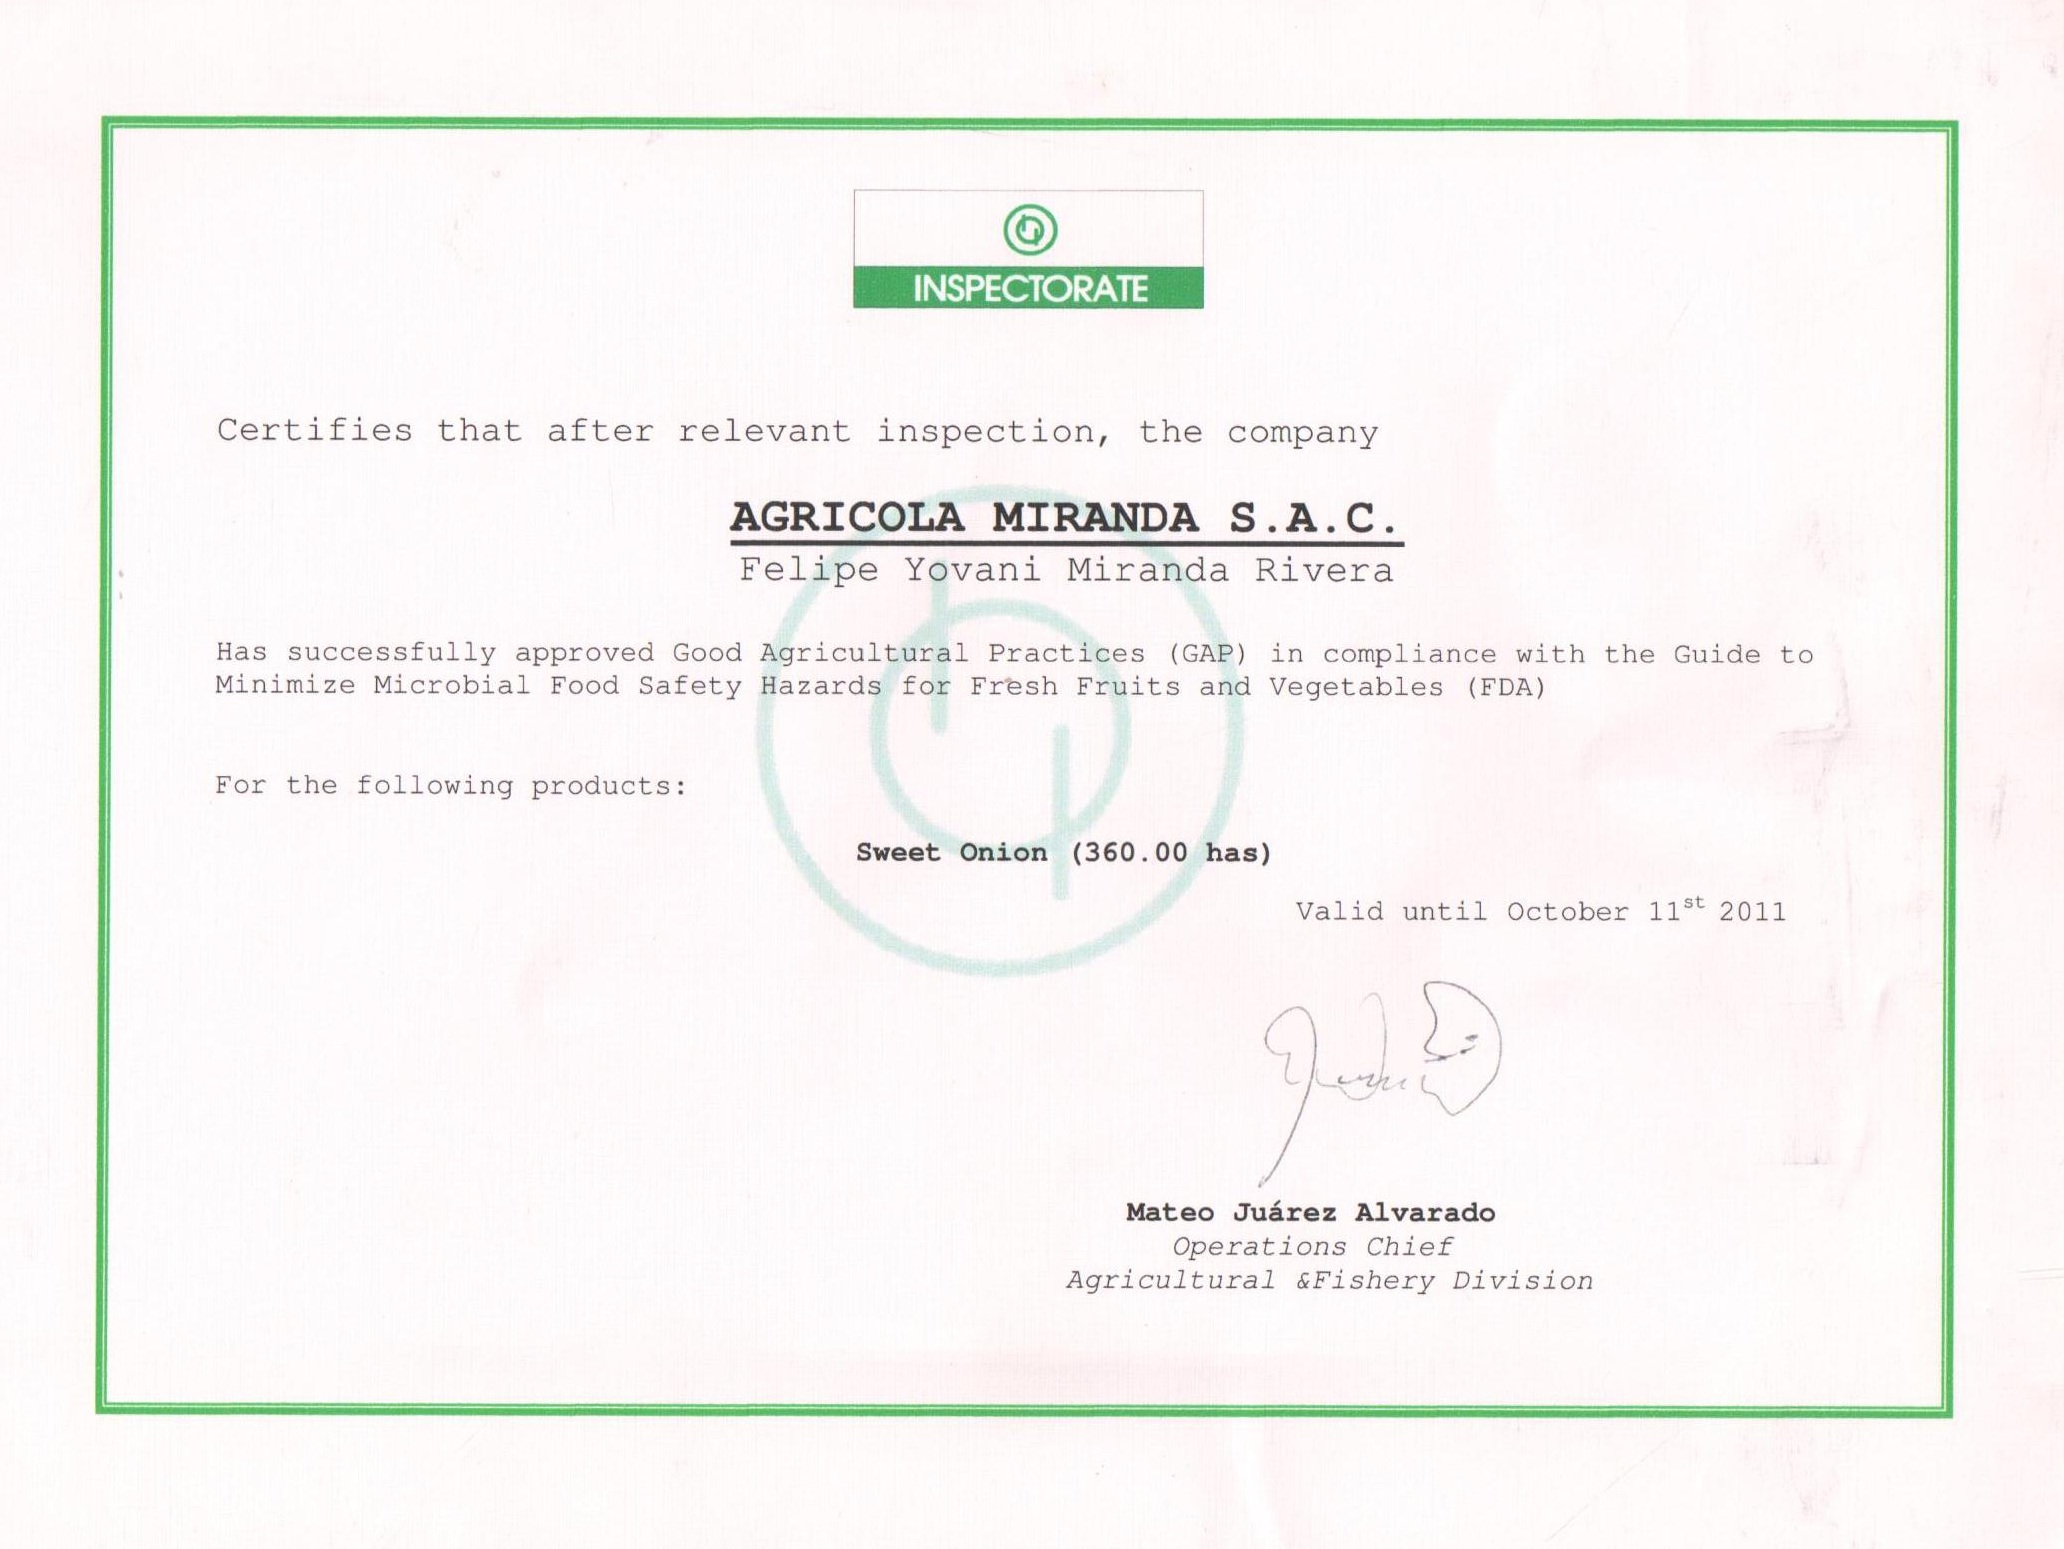 INSPECTORATE
Certifies that after relevant inspection, the company
AGRICOLA MIRANDA S.A.C.
Felipe Yovani Miranda Rivera
Has successfully approved Good Agricultural Practices (GAP) in compliance with the Guide to
Minimize Microbial Food Safety Hazards for Fresh Fruits and Vegetables (FDA)
For the following products:
Sweet Onion (360.00 has)
Valid until October 11st 2011
Mateo Juárez Alvarado
Operations Chief
Agricultural &Fishery Division